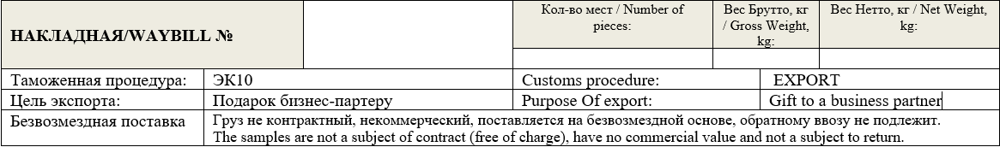 НАКЛАДНАЯ/WAYBILL №
Кол-во мест / Number of
pieces:
Вес Брутто, кг
/ Gross Weight,
kg:
Вес Нетто, кг / Net Weight,
kg:
Таможенная процедура: ЭК10 Customs procedure: EXPORT
Цель экспорта: Подарок бизнес-партеру Purpose Of export: Gift to a business partner
Безвозмездная поставка Груз не контрактный, некоммерческий, поставляется на безвозмездной основе, обратному ввозу не подлежит.
The samples are not a subject of contract (free of charge), have no commercial value and not a subject to return.